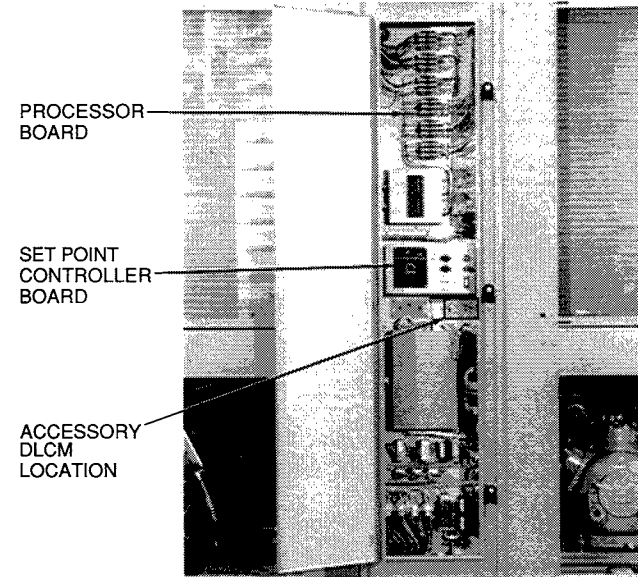 PROCESSOR
BOARD
SET POINT
CONTROLLER
BOARD
ACCESSORY
DLCM
LOCATION